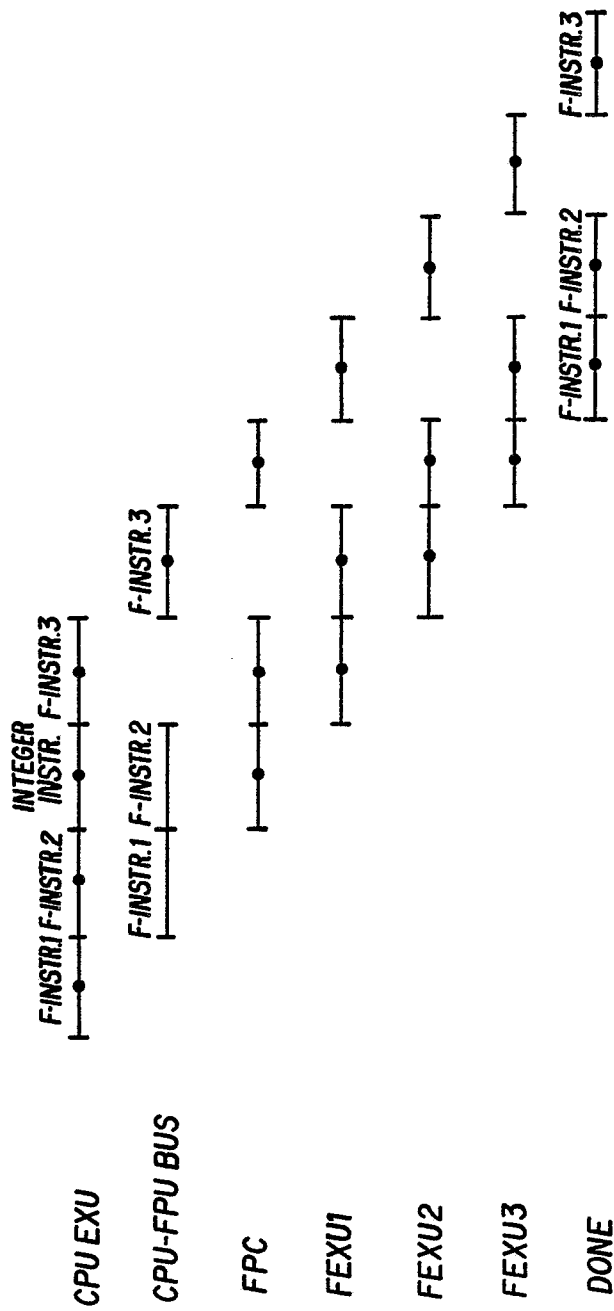 INTEGER
F-INSTR.1 F-INSTR.2 INSTR. F-INSTR.3
CPU EXU
F-INSTR.1 F-INSTR.2 F-INSTR.3
CPU-FPU BUS
FPC
FEXU1
FEXU2
FEXU3
F-INSTR.1 F-INSTR.2 F-INSTR.3
DONE